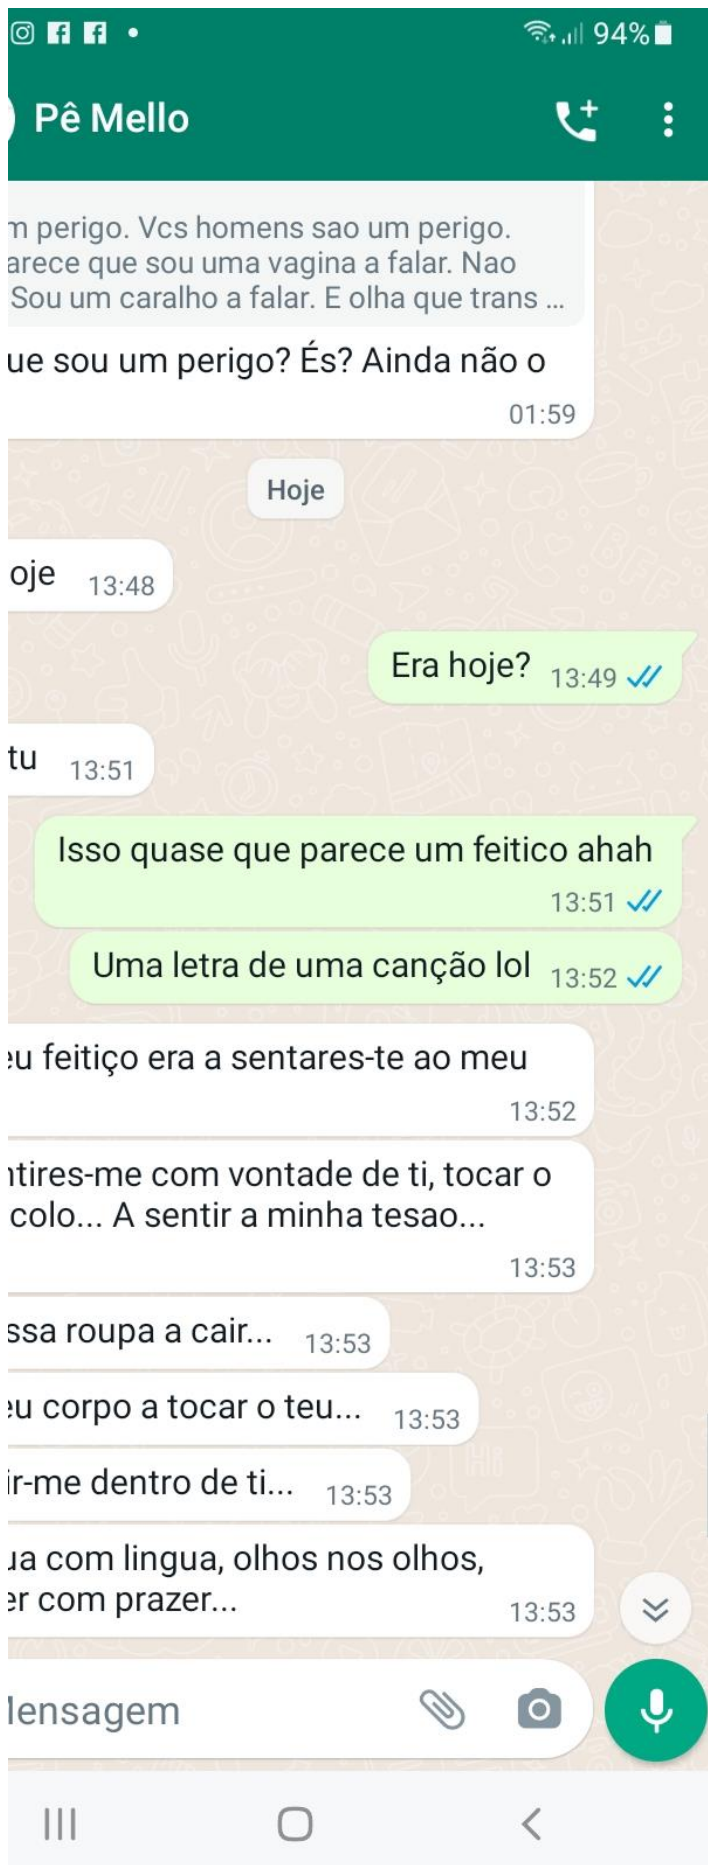 94%
Pê Mello
m perigo. Vcs homens sao um perigo.
arece que sou uma vagina a falar. Nao
Sou um caralho a falar. E olha que trans ...
ue sou um perigo? És? Ainda não o
01:59
Hoje
oje 13:48
Era hoje? 13:49
tu 13:51
Isso quase que parece um feitico ahah
13:51
Uma letra de uma canção lol 13:52
eu feitiço era a sentares-te ao meu
13:52
ntires-me com vontade de ti, tocar o
colo... A sentir a minha tesao...
13:53
ssa roupa a cair... 13:53
eu corpo a tocar o teu... 13:53
ir-me dentro de ti... 13:53
ua com lingua, olhos nos olhos,
er com prazer...
13:53
Mensagem